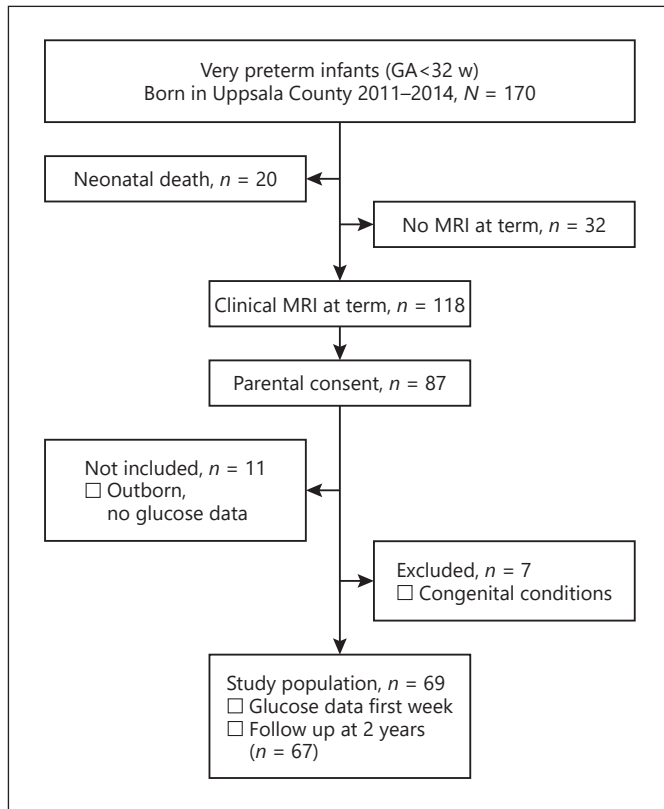 Very preterm infants (GA<32 w)
Born in Uppsala County 2011–2014, N = 170
Neonatal death, n = 20
No MRI at term, n = 32
Clinical MRI at term, n = 118
Parental consent, n = 87
Not included, n = 11
□ Outborn,
no glucose data
Excluded, n = 7
□ Congenital conditions
Study population, n = 69
□ Glucose data first week
□ Follow up at 2 years
(n = 67)